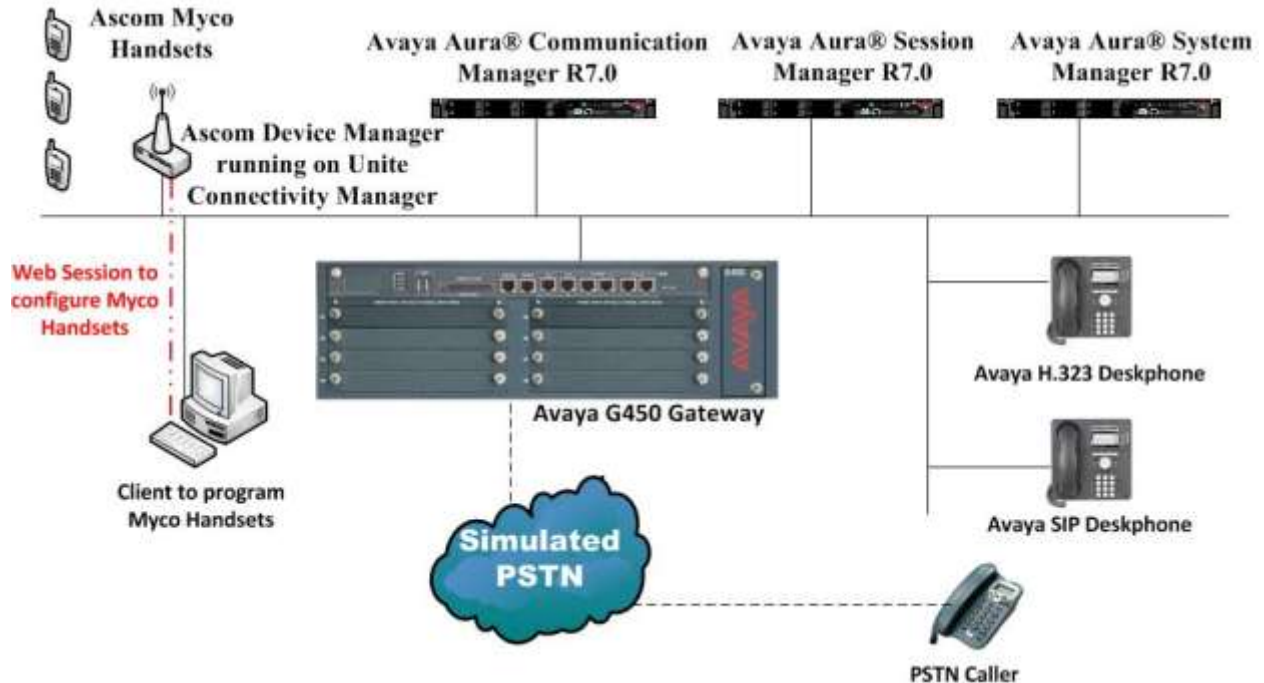 Ascom Myco
Handsets
Avaya Aura® Communication
Manager R7.0
Avaya Aura® Session
Manager R7.0
Avaya Aura® System
Manager R7.0
Ascom Device Manager
running on Unite
Connectivity Manager
Web Session to
configure Myco
Handsets
AVAYA
Avaya G450 Gateway
Client to program
Myco Handsets
Avaya H.323 Deskphone
Avaya SIP Deskphone
Simulated
PSTN
PSTN Caller